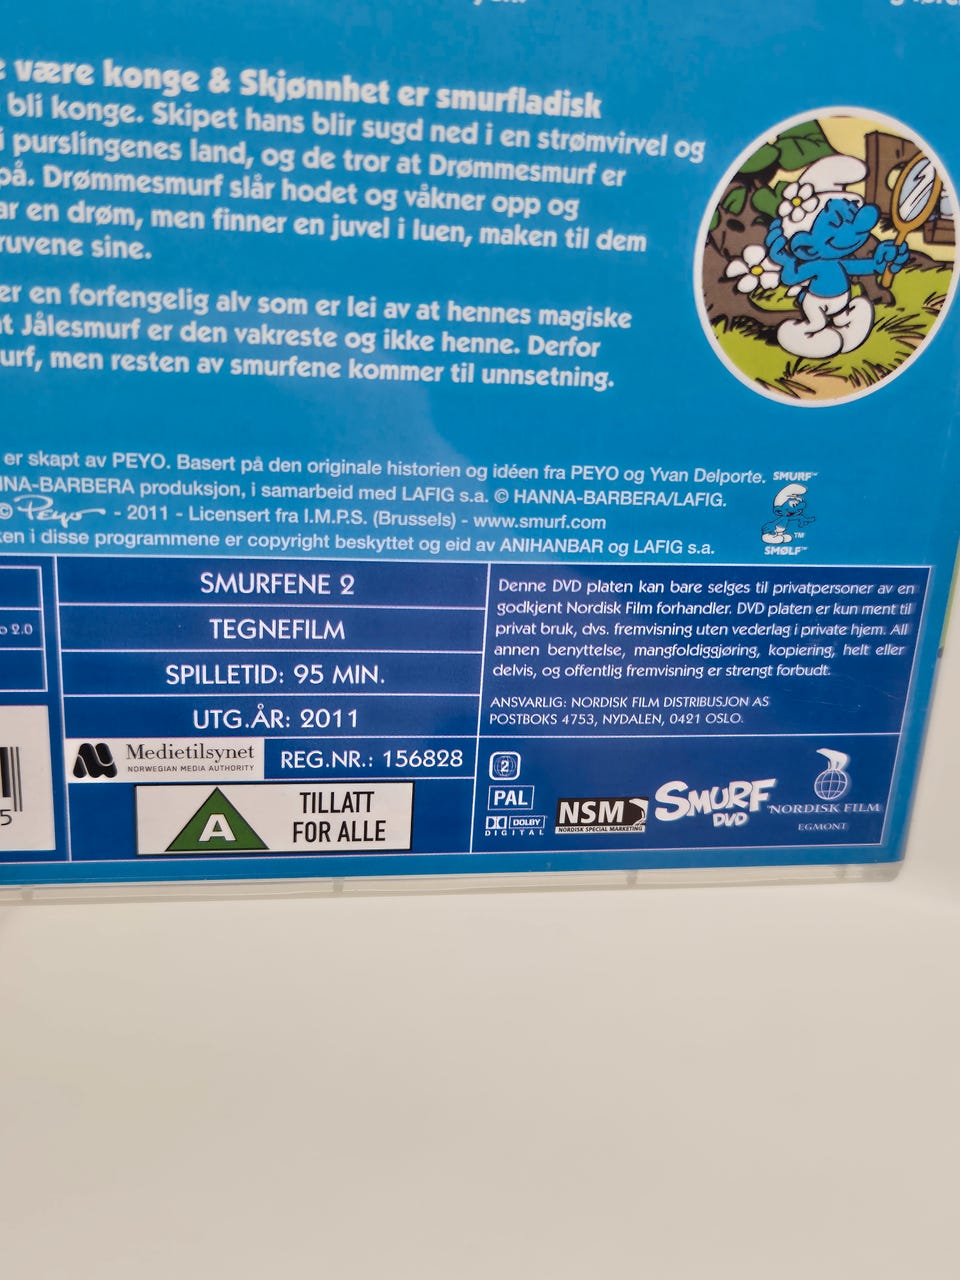 være konge & Skjønnhet er smurfladisk
bli konge. Skipet hans blir sugd ned i en strømvirvel og
i purslingenes land, og de tror at Drømmesmurf er
på. Drømmesmurf slår hodet og våkner opp og
ar en drøm, men finner en juvel i luen, maken til dem
ruvene sine.
er en forfengelig alv som er lei av at hennes magiske
at Jålesmurf er den vakreste og ikke henne. Derfor
urf, men resten av smurfene kommer til unnsetning.
er skapt av PEYO. Basert på den originale historien og idéen fra PEYO og Yvan Delporte.
NA-BARBERA produksjon, i samarbeid med LAFIG s.a. © HANNA-BARBERA/LAFIG.
© Peyo - 2011 - Licensert fra I.M.P.S. (Brussels) - www.smurf.com
en i disse programmene er copyright beskyttet og eid av ANIHANBAR og LAFIG s.a.
SMURF™
TM
SMØLF™
2.0
5
SMURFENE 2
TEGNEFILM
SPILLETID: 95 MIN.
UTG.ÅR: 2011
Medietilsynet
NORWEGIAN MEDIA AUTHORITY
REG.NR.: 156828
A
TILLATT
FOR ALLE
Denne DVD platen kan bare selges til privatpersoner av en
godkjent Nordisk Film forhandler. DVD platen er kun ment til
privat bruk, dvs. fremvisning uten vederlag i private hjem. All
annen benyttelse, mangfoldiggjøring, kopiering, helt eller
delvis, og offentlig fremvisning er strengt forbudt.
ANSVARLIG: NORDISK FILM DISTRIBUSJON AS
POSTBOKS 4753, NYDALEN, 0421 OSLO.
2
PAL
DOLBY
DIGITAL
NSM
NORDISK SPECIAL MARKETING
SMURF
DVD
NORDISK FILM
EGMONT